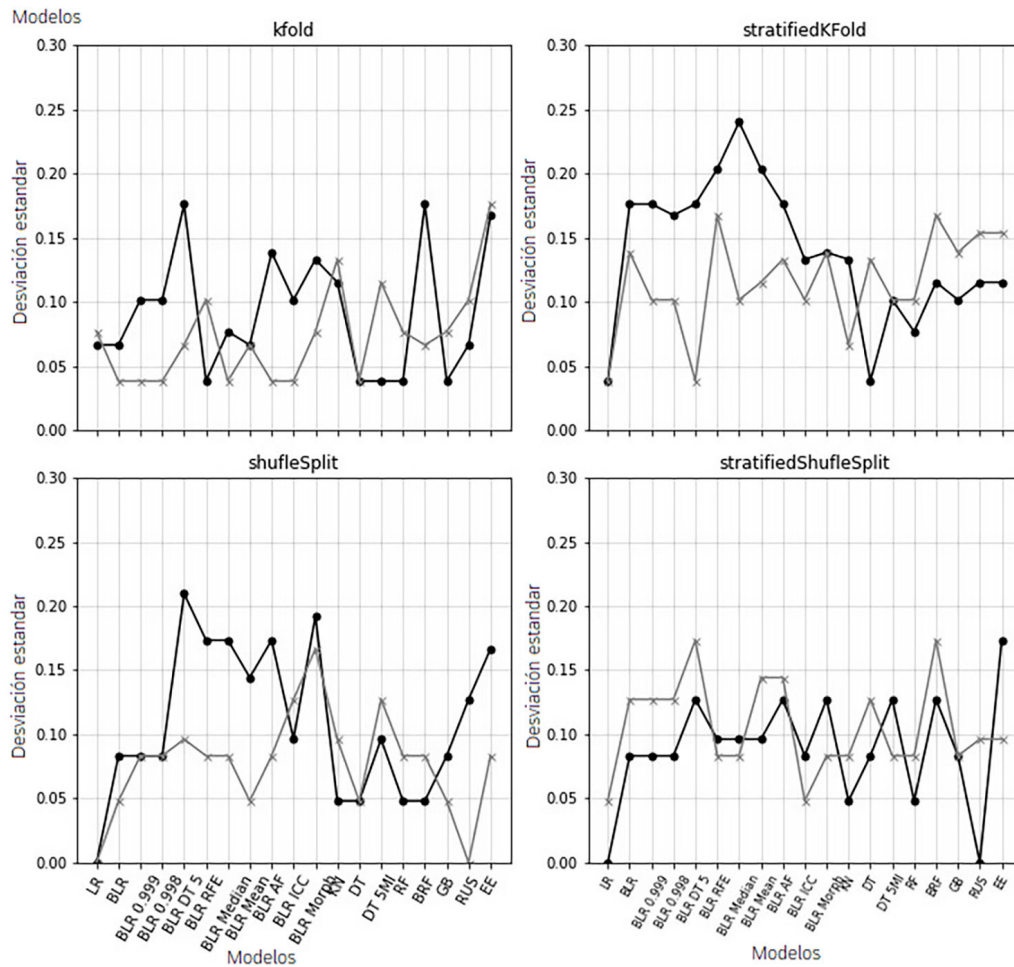 Modelos
kfold
stratifiedKFold
0.30
0.25
0.20
0.15
0.10
0.05
0.00
Desviación estandar
0.30
0.25
0.20
0.15
0.10
0.05
0.00
Desviación estandar
shufleSplit
stratifiedShufleSplit
0.30
0.25
0.20
0.15
0.10
0.05
0.00
Desviación estandar
0.30
0.25
0.20
0.15
0.10
0.05
0.00
Desviación estandar
LR
BLR
BLR 0.999
BLR 0.998
BLR DT 5
BLR RFE
BLR Median
BLR Mean
BLR AF
BLR ICC
BLR Morph
KN
DT
DT 5MI
RF
BRF
GB
RUS
EE
Modelos
LR
BLR
BLR 0.999
BLR 0.998
BLR DT 5
BLR RFE
BLR Median
BLR Mean
BLR AF
BLR ICC
BLR Morph
KN
DT
DT 5MI
RF
BRF
GB
RUS
EE
Modelos